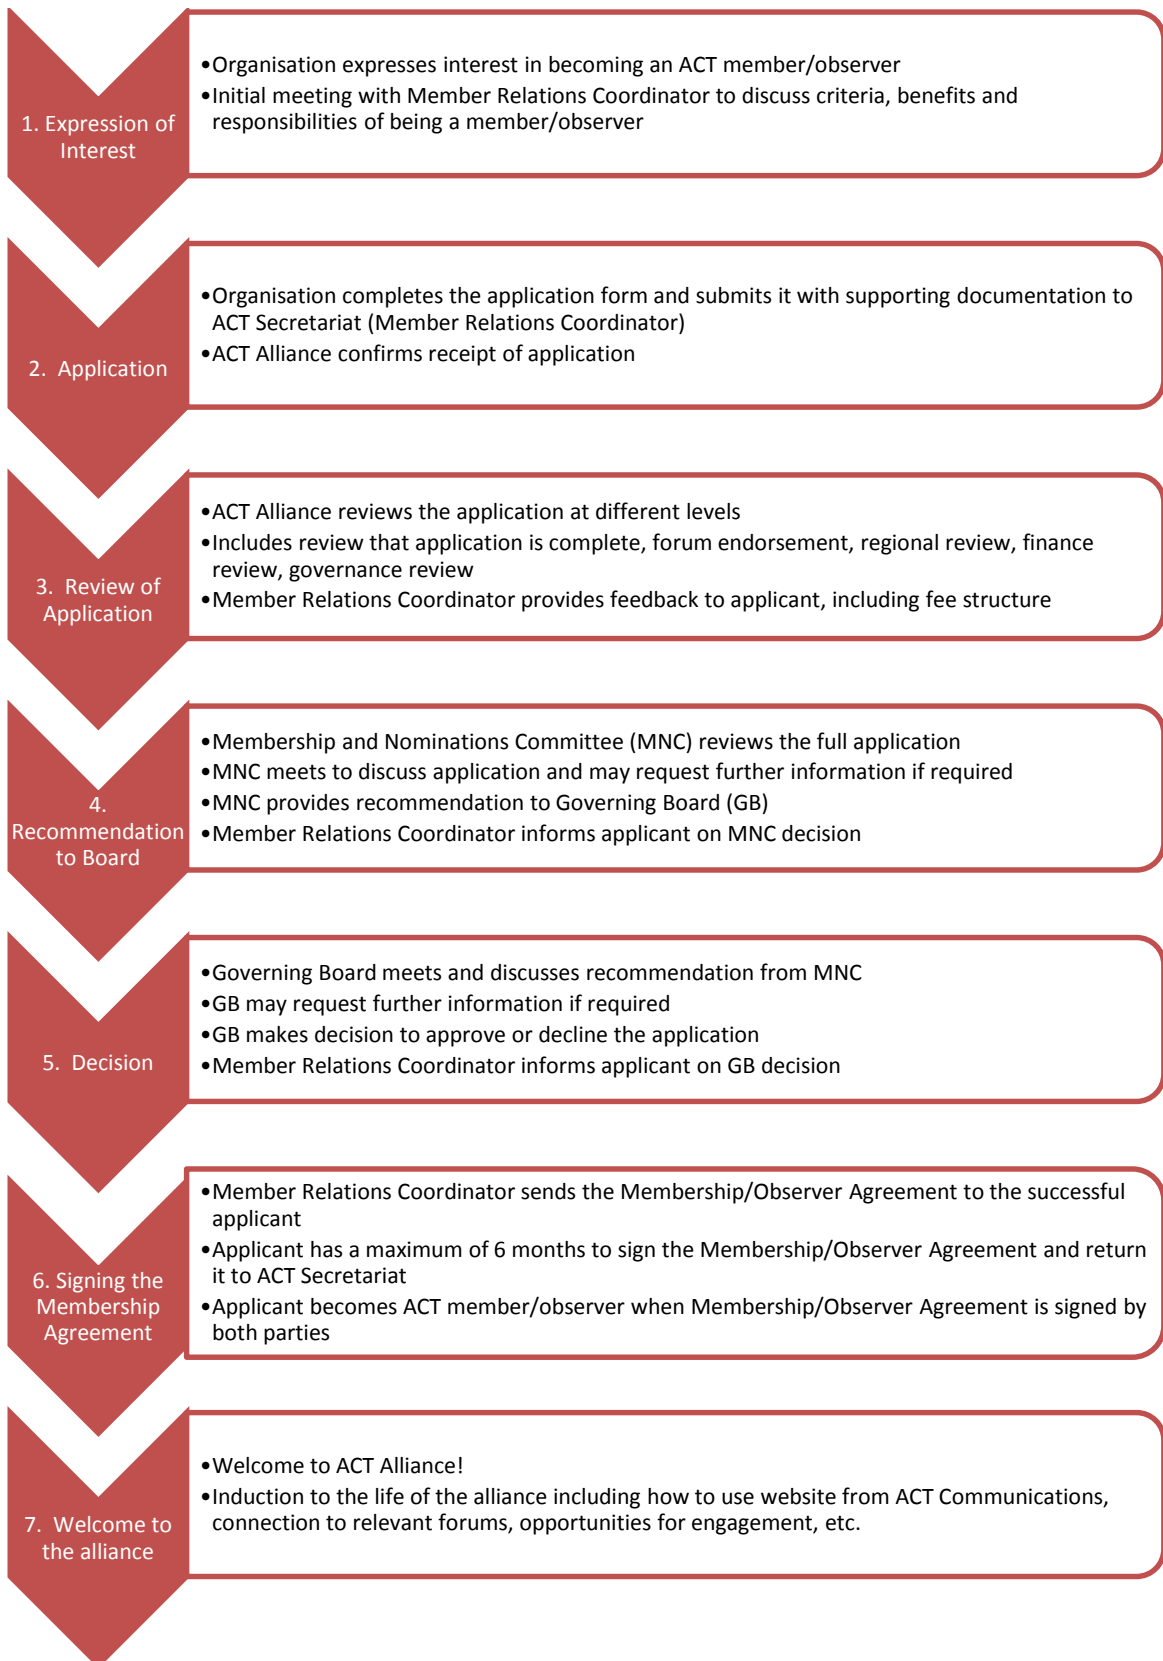 1. Expression of
Interest
•Organisation expresses interest in becoming an ACT member/observer
•Initial meeting with Member Relations Coordinator to discuss criteria, benefits and
responsibilities of being a member/observer
2. Application
•Organisation completes the application form and submits it with supporting documentation to
ACT Secretariat (Member Relations Coordinator)
•ACT Alliance confirms receipt of application
3. Review of
Application
•ACT Alliance reviews the application at different levels
•Includes review that application is complete, forum endorsement, regional review, finance
review, governance review
•Member Relations Coordinator provides feedback to applicant, including fee structure
4.
Recommendation
to Board
•Membership and Nominations Committee (MNC) reviews the full application
•MNC meets to discuss application and may request further information if required
•MNC provides recommendation to Governing Board (GB)
•Member Relations Coordinator informs applicant on MNC decision
5. Decision
•Governing Board meets and discusses recommendation from MNC
•GB may request further information if required
•GB makes decision to approve or decline the application
•Member Relations Coordinator informs applicant on GB decision
6. Signing the
Membership
Agreement
•Member Relations Coordinator sends the Membership/Observer Agreement to the successful
applicant
•Applicant has a maximum of 6 months to sign the Membership/Observer Agreement and return
it to ACT Secretariat
•Applicant becomes ACT member/observer when Membership/Observer Agreement is signed by
both parties
7. Welcome to
the alliance
•Welcome to ACT Alliance!
•Induction to the life of the alliance including how to use website from ACT Communications,
connection to relevant forums, opportunities for engagement, etc.